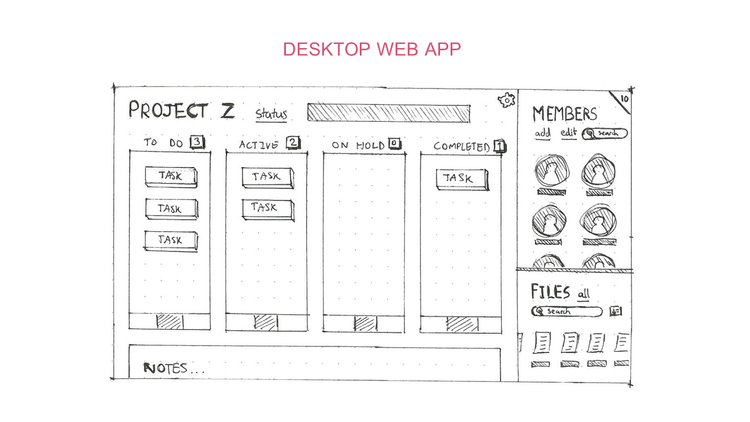 DESKTOP WEB APP
PROJECT Z Status
TO DO 3
TASK
TASK
TASK
ACTIVE 2
TASK
TASK
ON HOLD 0
COMPLETED 1
TASK
NOTES...
10
MEMBERS
add edit search
FILES all
search